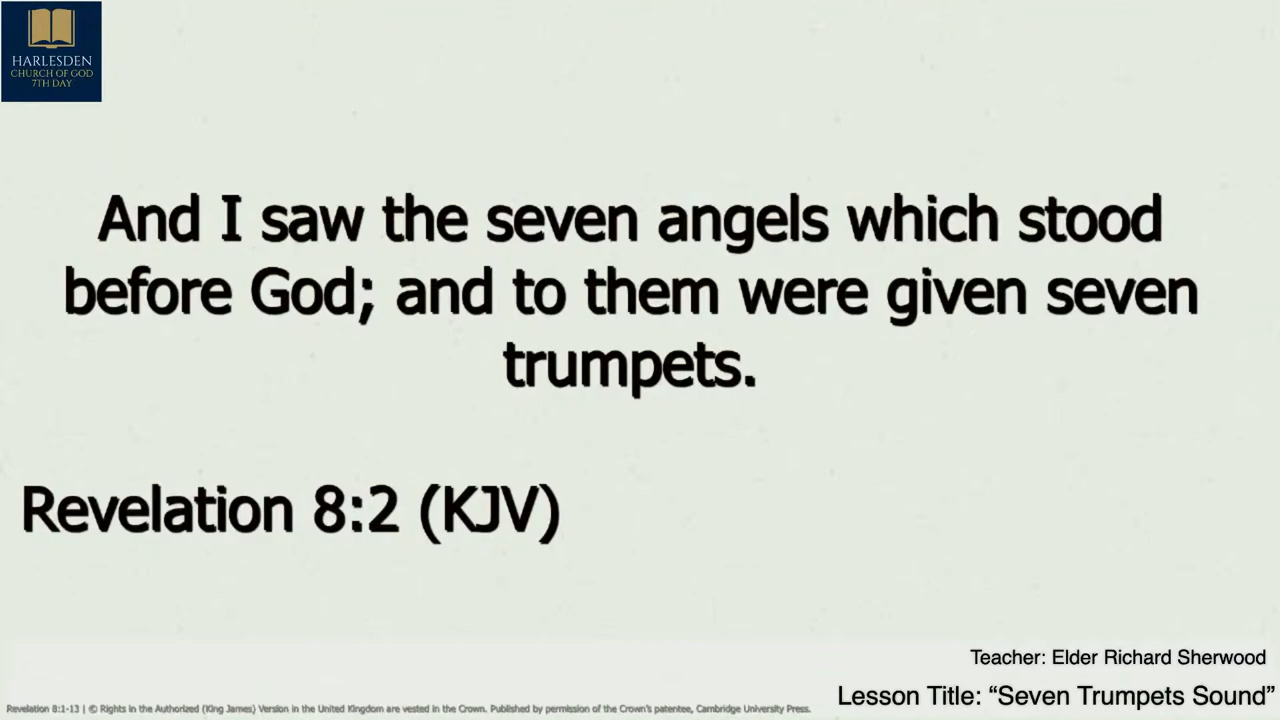 HARLESDEN
CHURCH OF GOD
7TH DAY
And I saw the seven angels which stood
before God; and to them were given seven
trumpets.
Revelation 8:2 (KJV)
Teacher: Elder Richard Sherwood
Lesson Title: “Seven Trumpets Sound”
Revelation 8:1-13 | © Rights in the Authorized (King James) Version in the United Kingdom are vested in the Crown. Published by permission of the Crown's patentee, Cambridge University Press.